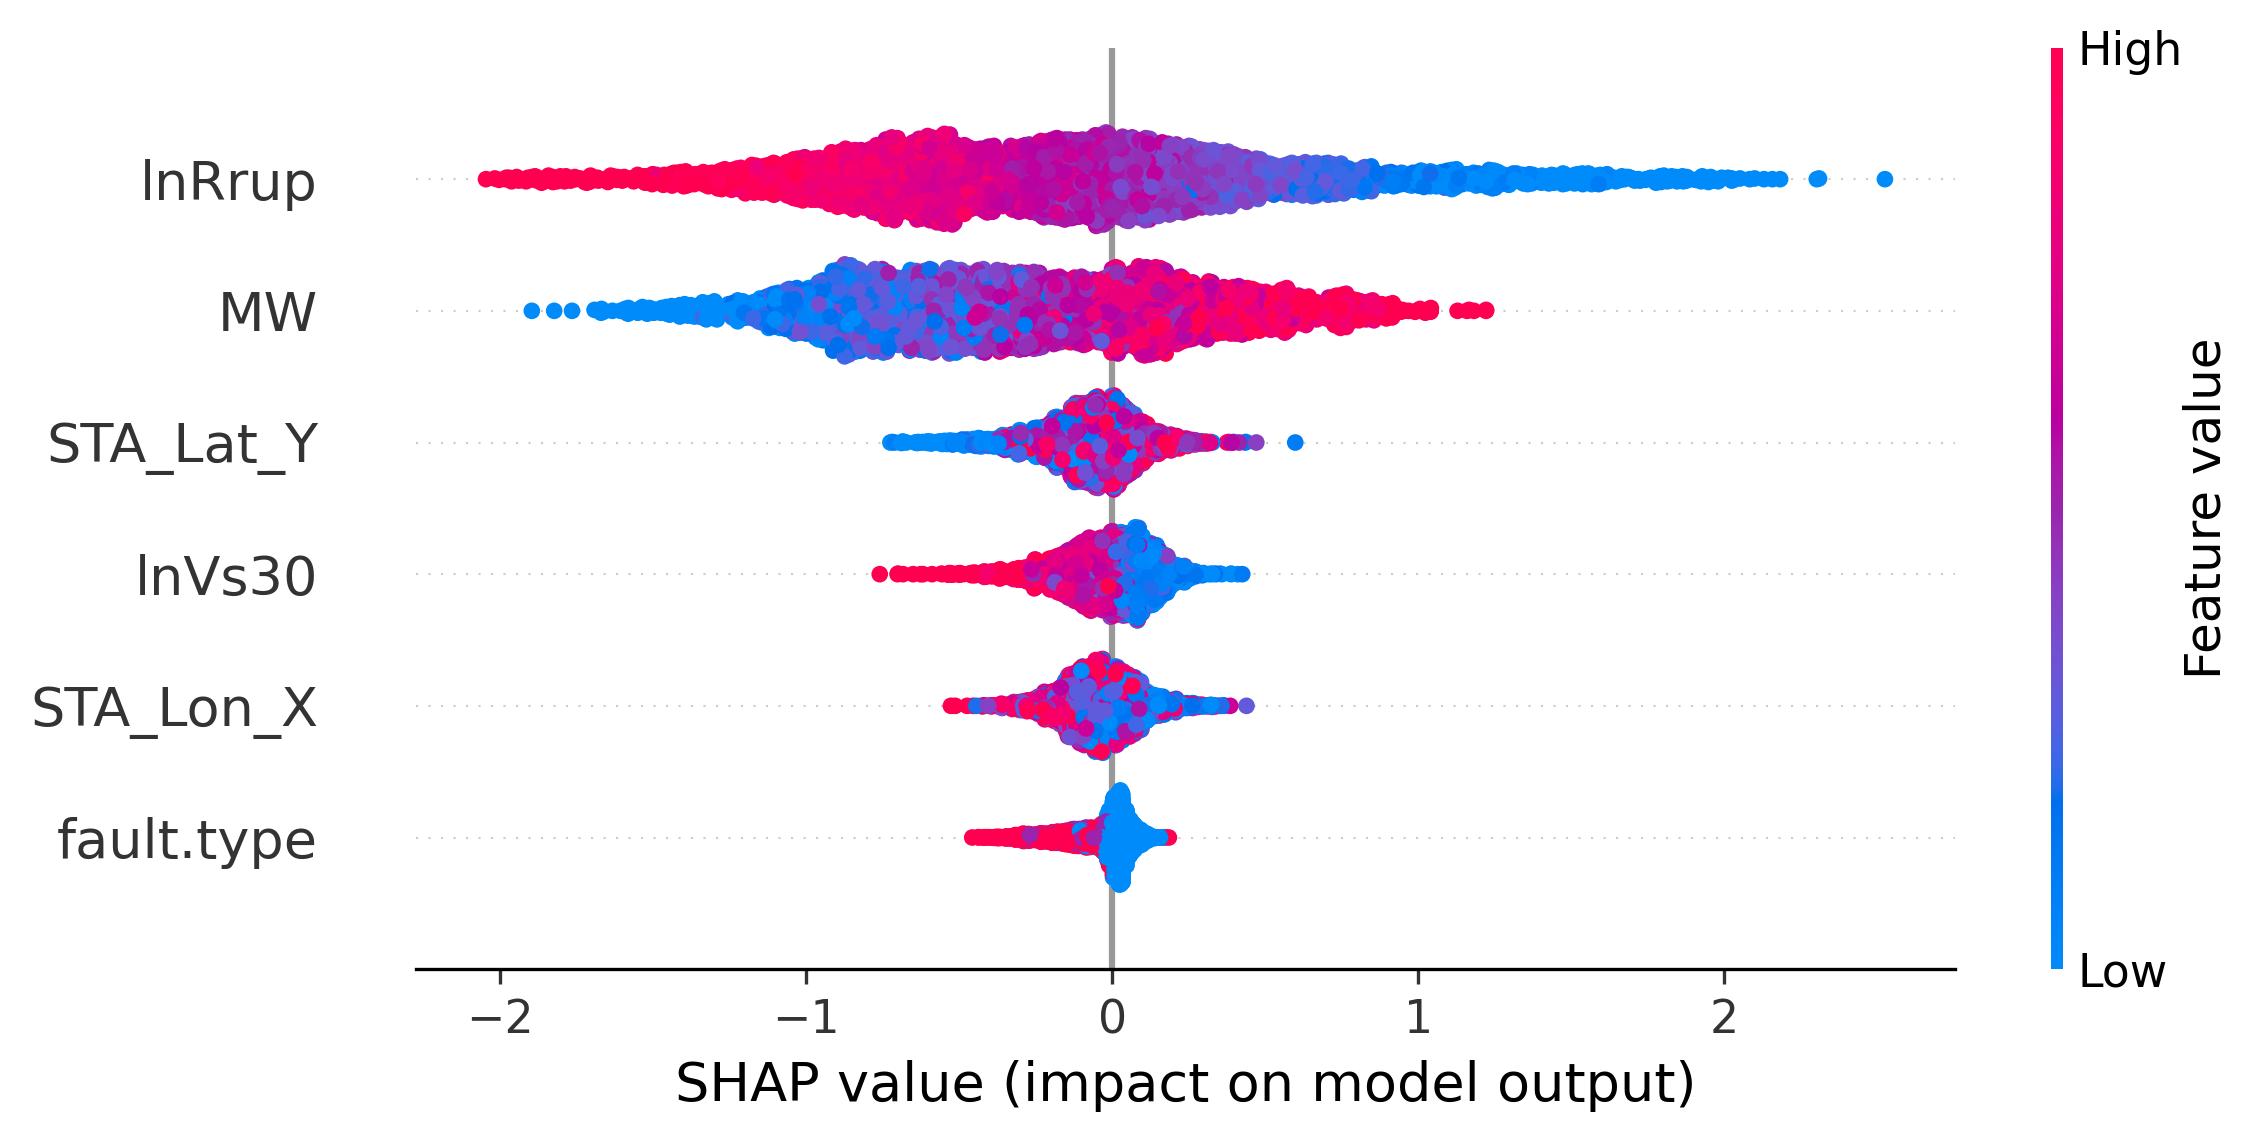 High
lnRrup
MW
STA_Lat_Y
lnVs30
STA_Lon_X
fault.type
Feature value
Low
−2 −1 0 1 2
SHAP value (impact on model output)